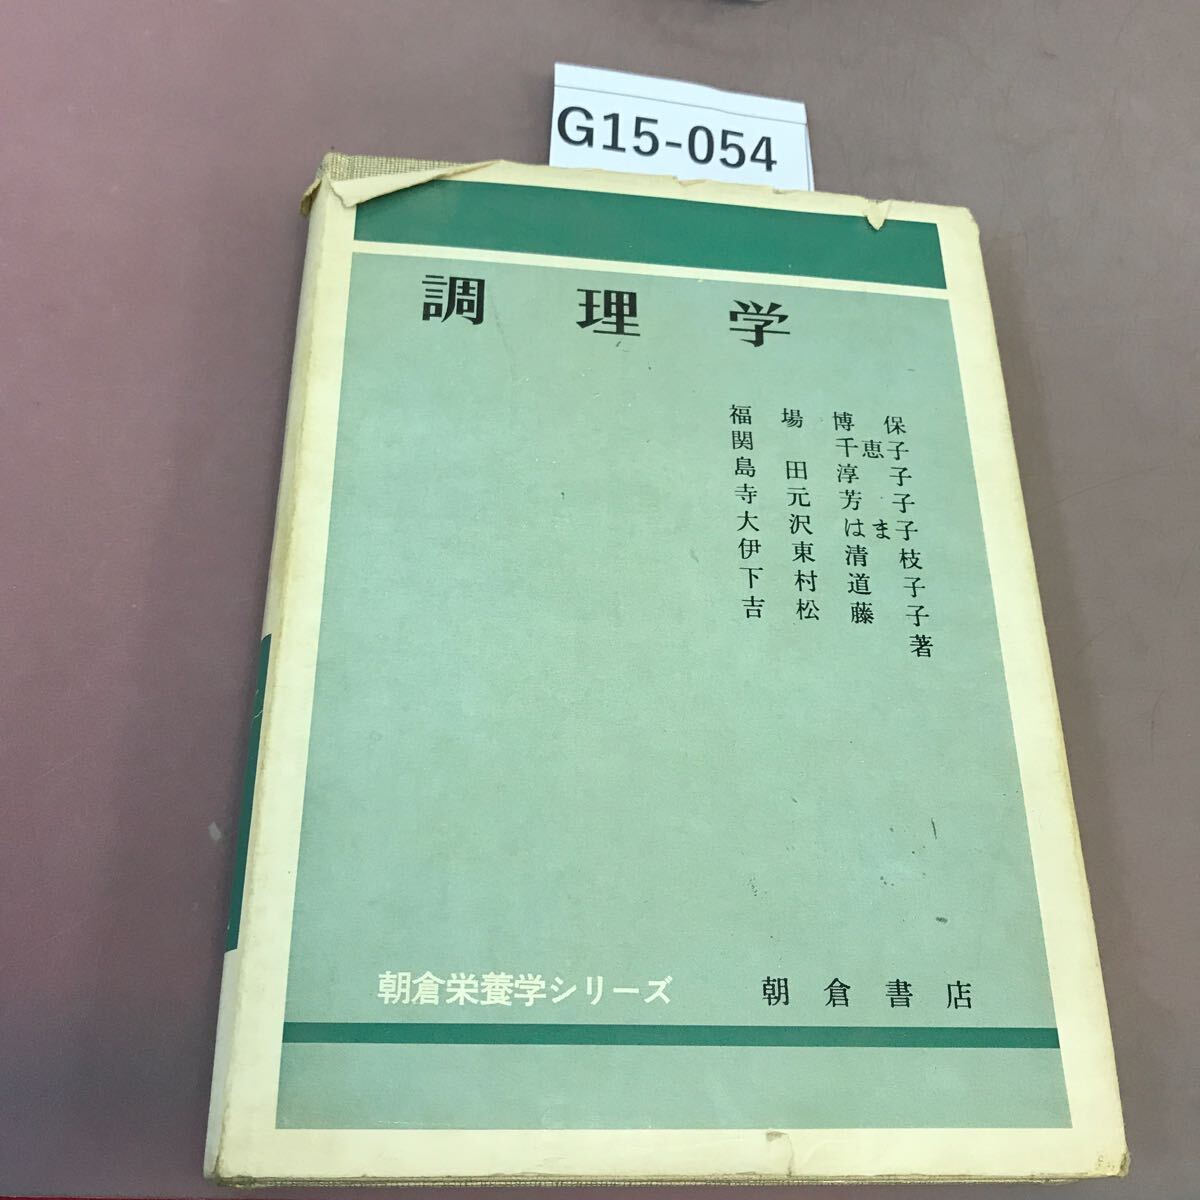 G15-054
調理学
福場博保
関千恵子
島田淳子
寺元芳子
大沢はま子
伊東清枝
下村道子
吉松藤子
著
朝倉栄養学シリーズ 朝倉書店